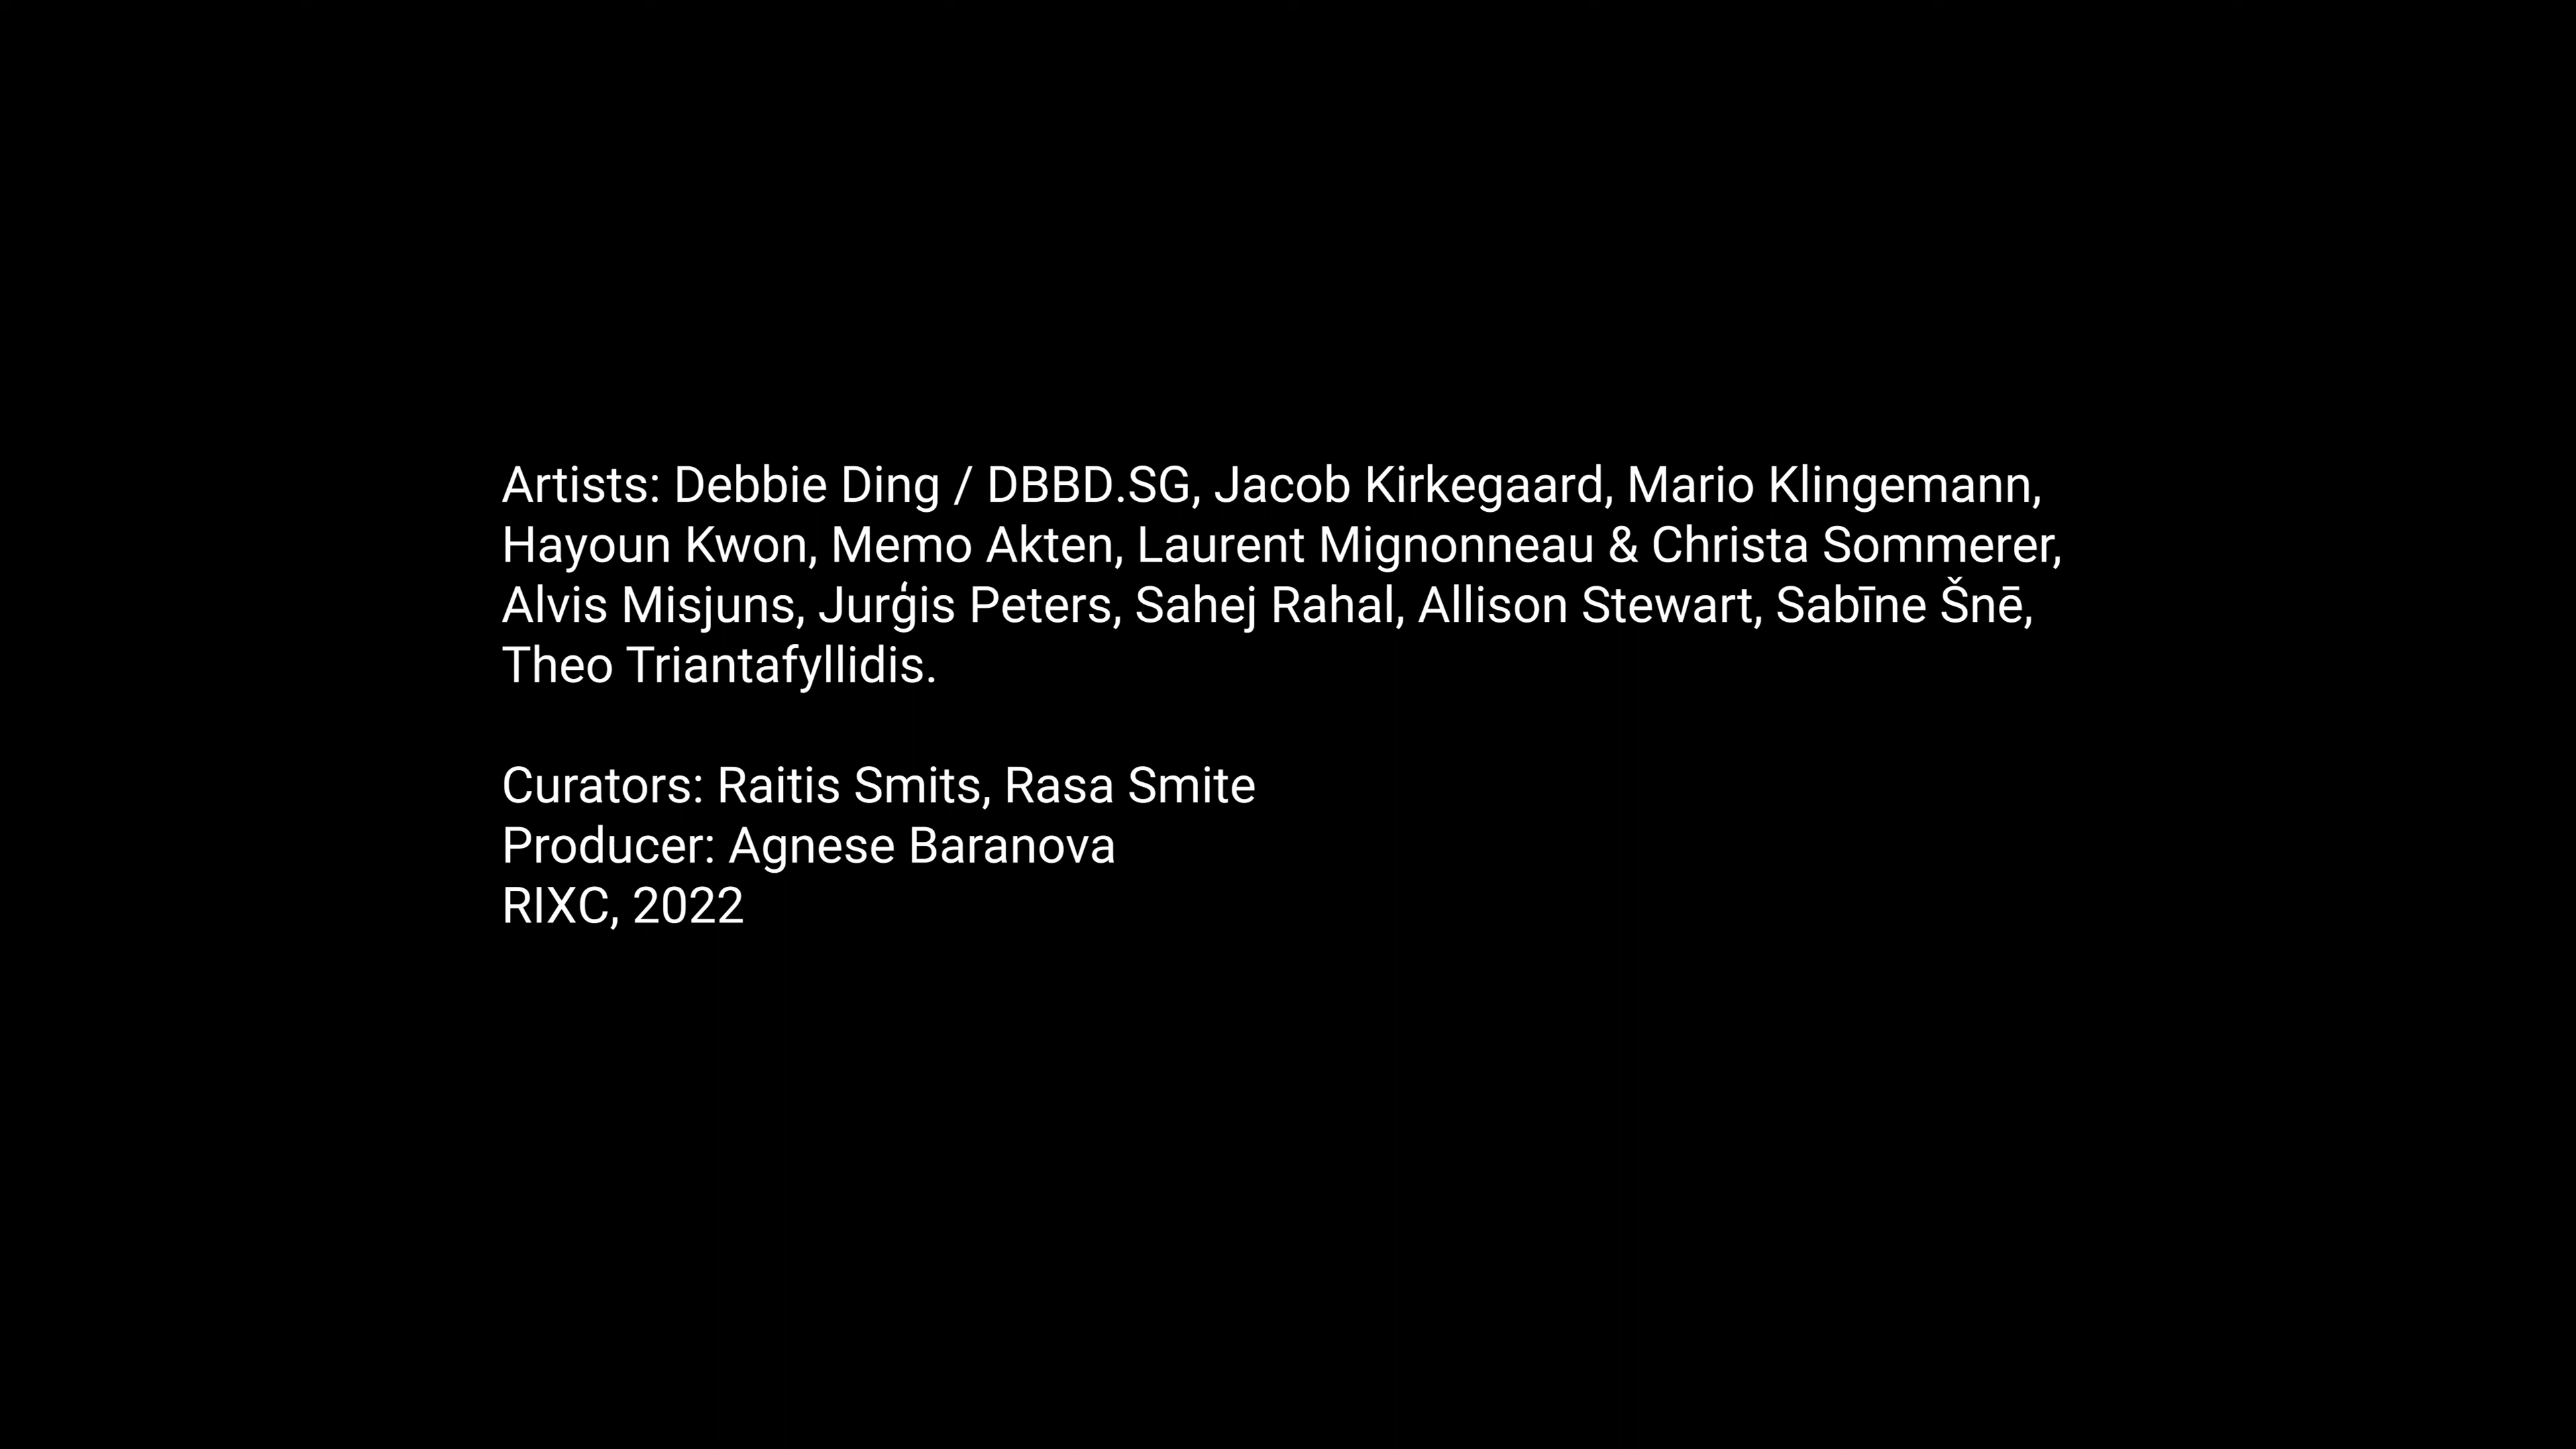 Artists: Debbie Ding / DBBD.SG, Jacob Kirkegaard, Mario Klingemann,
Hayoun Kwon, Memo Akten, Laurent Mignonneau & Christa Sommerer,
Alvis Misjuns, Jurģis Peters, Sahej Rahal, Allison Stewart, Sabīne Šnē,
Theo Triantafyllidis.
Curators: Raitis Smits, Rasa Smite
Producer: Agnese Baranova
RIXC, 2022